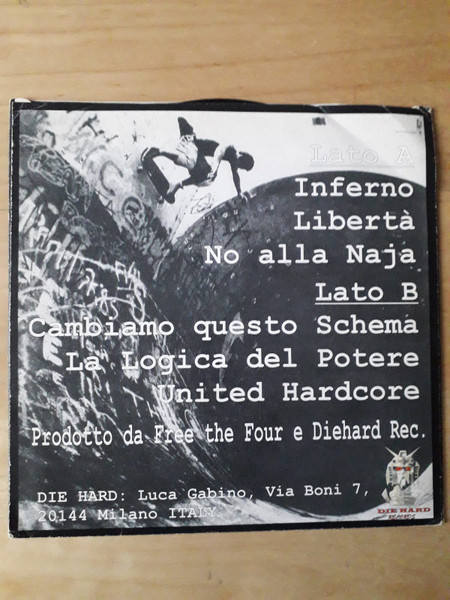 Lato A
Inferno
Libertà
No alla Naja
Lato B
Cambiamo questo Schema
La Logica del Potere
United Hardcore
Prodotto da Free the Four e Diehard Rec.
DIE HARD: Luca Gabino, Via Boni 7,
20144 Milano ITALY
DIE HARD
RECORDS